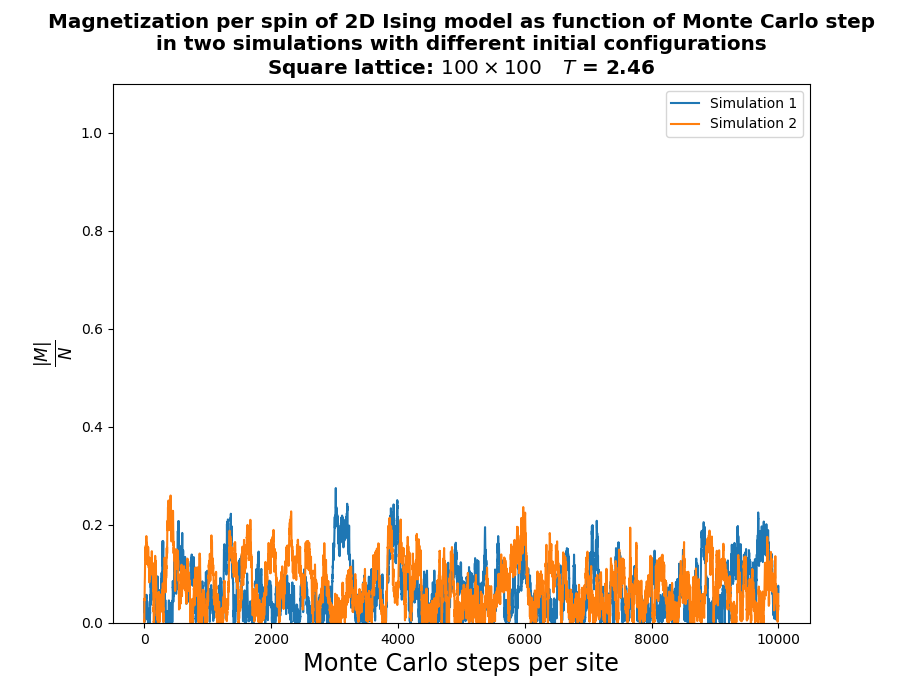 Magnetization per spin of 2D Ising model as function of Monte Carlo step
in two simulations with different initial configurations
Square lattice: 100 × 100 T = 2.46
Simulation 1
Simulation 2
1.0
0.8
0.6
0.4
0.2
0.0
|M|
N
0 2000 4000 6000 8000 10000
Monte Carlo steps per site